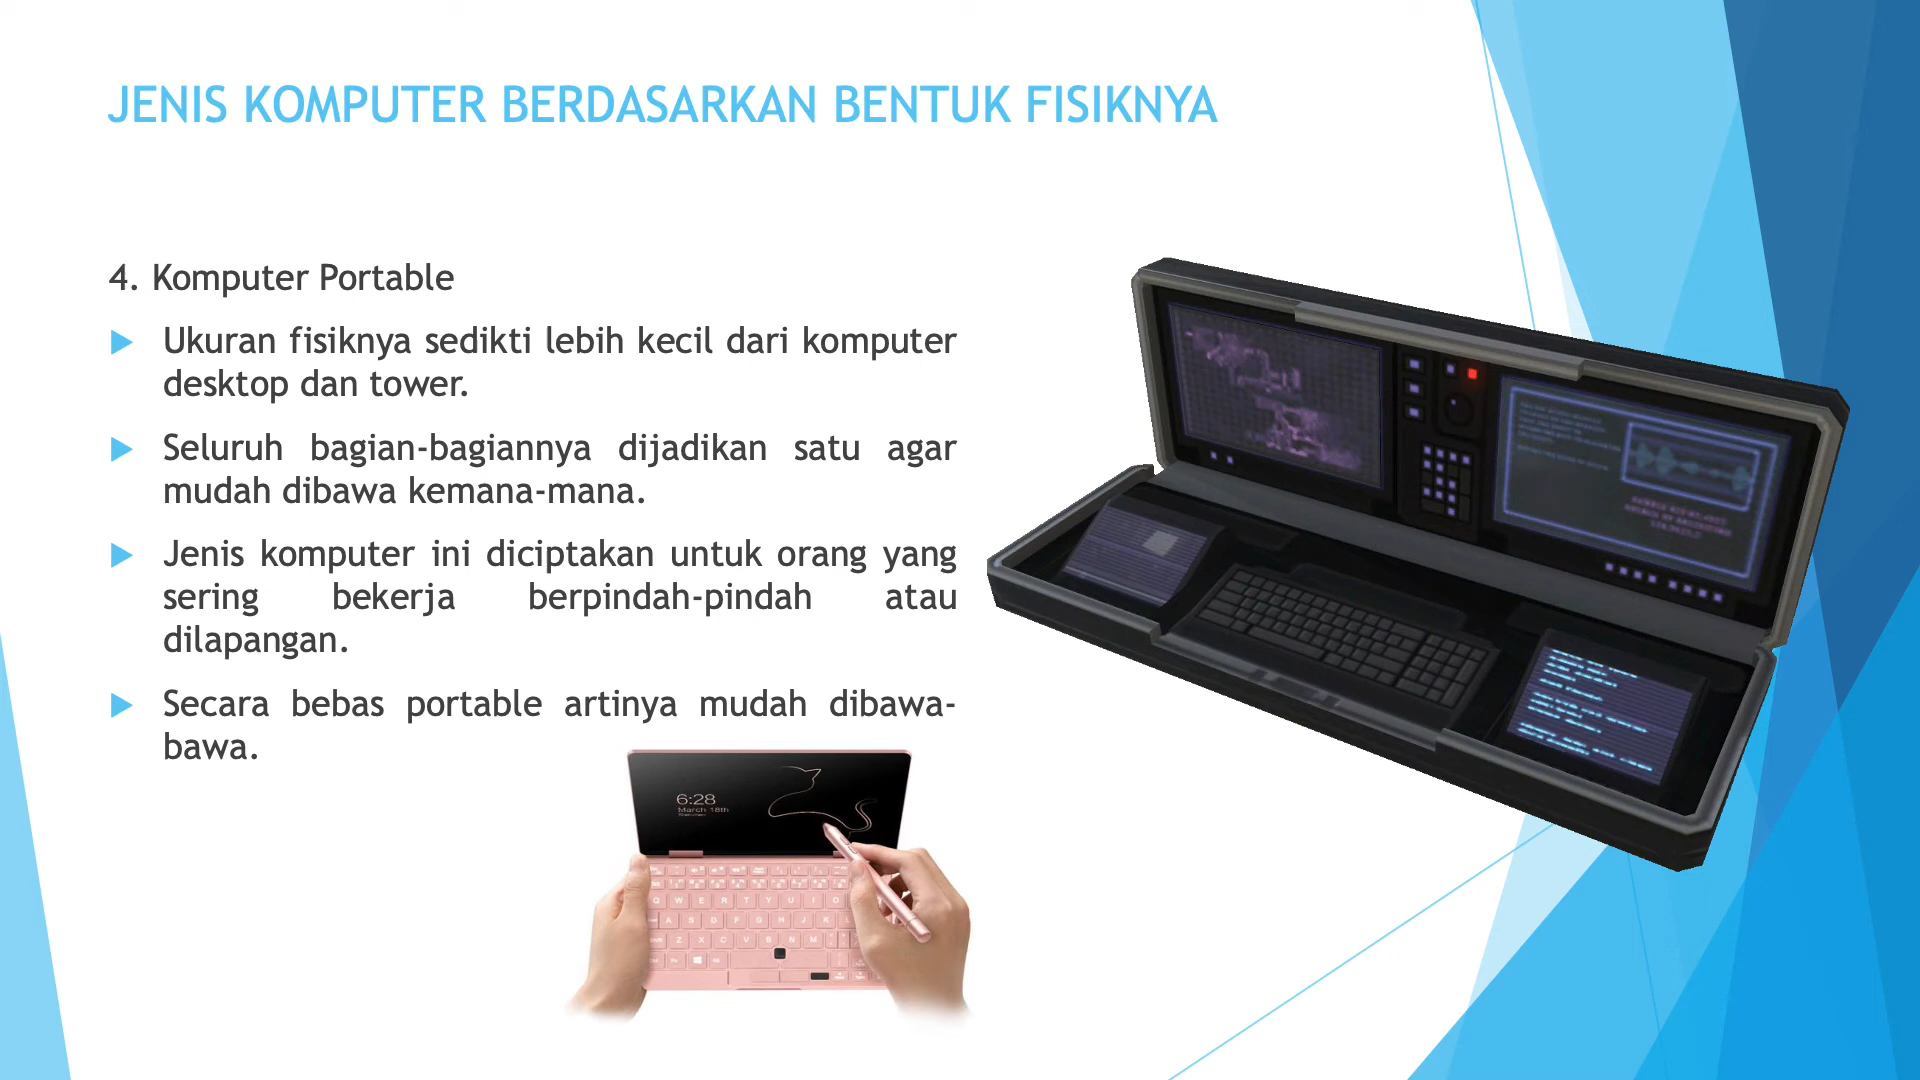 JENIS KOMPUTER BERDASARKAN BENTUK FISIKNYA
4. Komputer Portable
Ukuran fisiknya sedikti lebih kecil dari komputer
desktop dan tower.
Seluruh bagian-bagiannya dijadikan satu agar
mudah dibawa kemana-mana.
Jenis komputer ini diciptakan untuk orang yang
sering bekerja berpindah-pindah atau
dilapangan.
Secara bebas portable artinya mudah dibawa-
bawa.
6:28
March 18th
Q W E R T Y U I O
A S D F G H J K L
Z X C V B N M